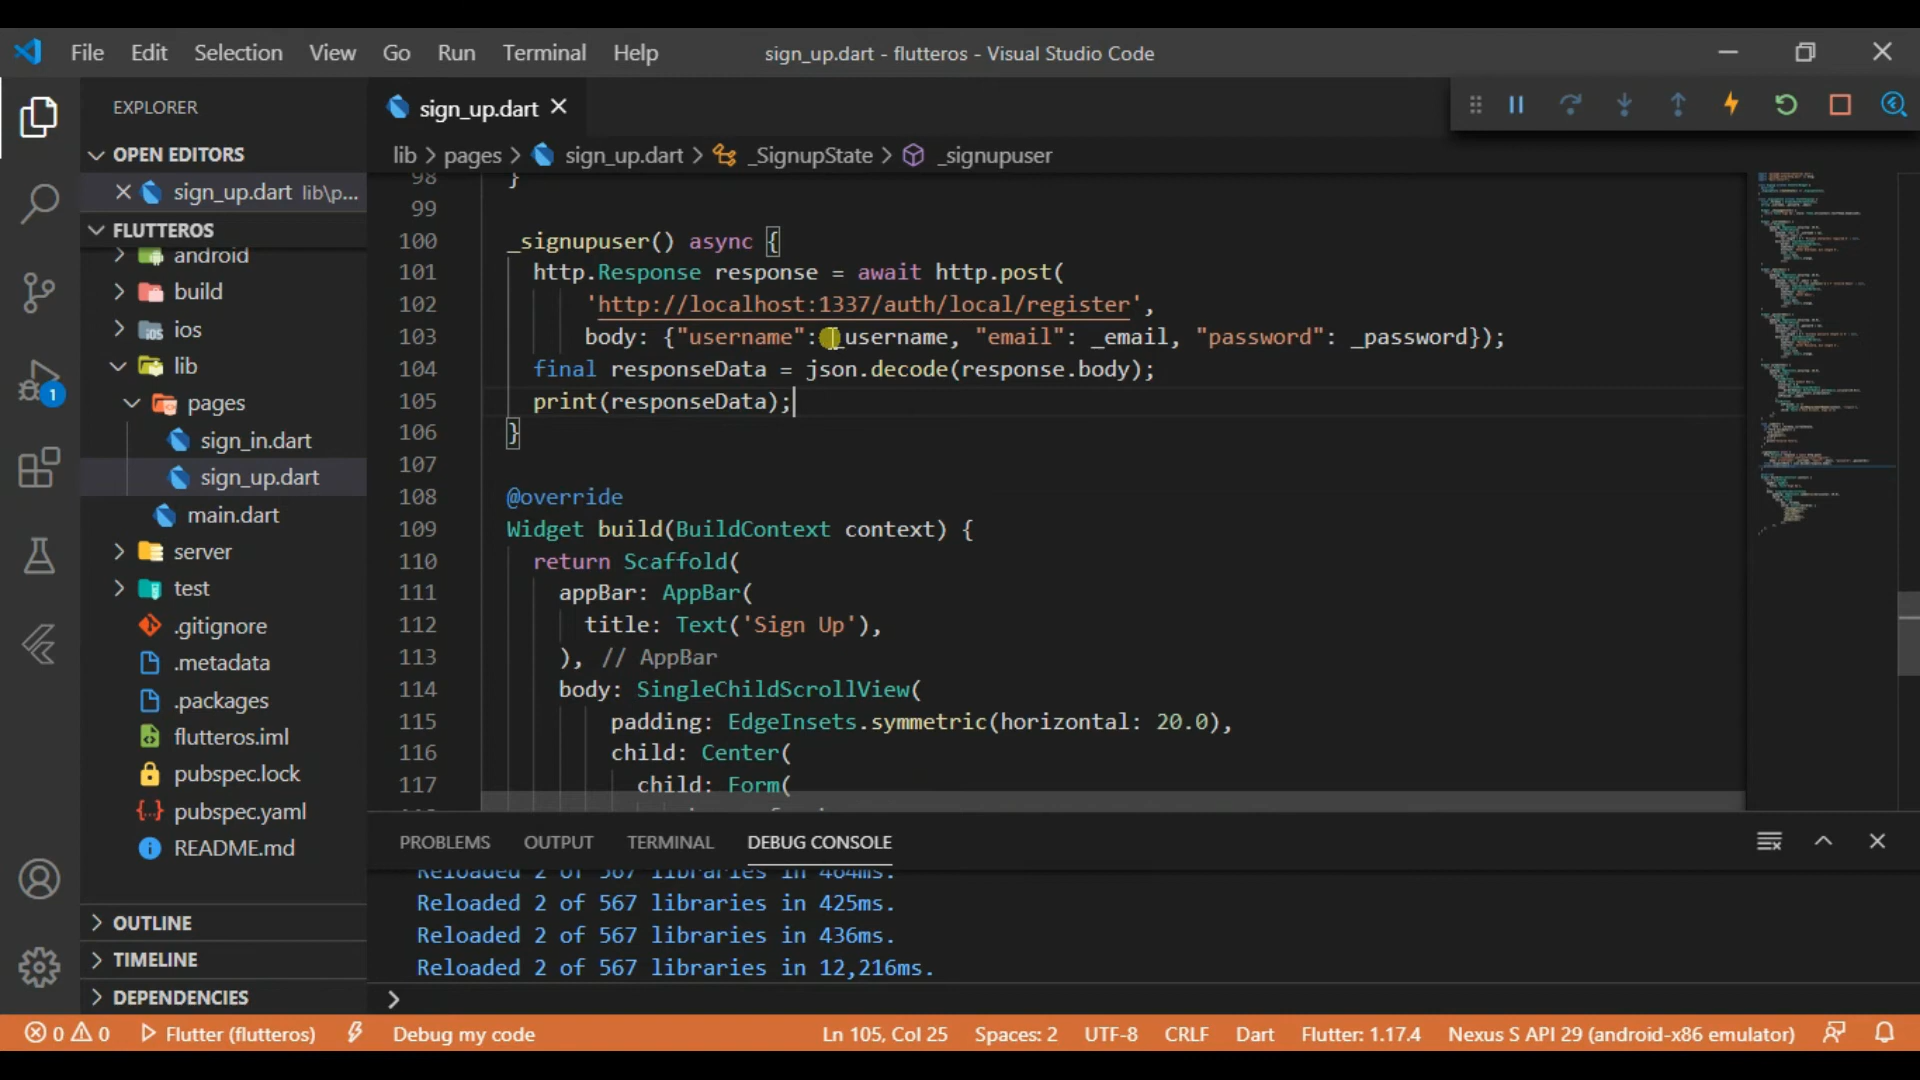 File Edit Selection View Go Run Terminal Help
sign_up.dart - flutteros - Visual Studio Code
EXPLORER
OPEN EDITORS
sign_up.dart lib\p...
FLUTTEROS
android
build
ios
lib
pages
sign_in.dart
sign_up.dart
main.dart
server
test
.gitignore
.metadata
.packages
flutteros.iml
pubspec.lock
pubspec.yaml
README.md
OUTLINE
TIMELINE
DEPENDENCIES
sign_up.dart
lib > pages > sign_up.dart > _SignupState > _signupuser
98 }
99
100 _signupuser() async {
101 http.Response response = await http.post(
102 'http://localhost:1337/auth/local/register',
103 body: {"username": _username, "email": _email, "password": _password});
104 final responseData = json.decode(response.body);
105 print(responseData);
106 }
107
108 @override
109 Widget build(BuildContext context) {
110 return Scaffold(
111 appBar: AppBar(
112 title: Text('Sign Up'),
113 ), // AppBar
114 body: SingleChildScrollView(
115 padding: EdgeInsets.symmetric(horizontal: 20.0),
116 child: Center(
117 child: Form(
PROBLEMS OUTPUT TERMINAL DEBUG CONSOLE
Reloaded 2 of 567 libraries in 464ms.
Reloaded 2 of 567 libraries in 425ms.
Reloaded 2 of 567 libraries in 436ms.
Reloaded 2 of 567 libraries in 12,216ms.
>
0 0 Flutter (flutteros) Debug my code Ln 105, Col 25 Spaces: 2 UTF-8 CRLF Dart Flutter: 1.17.4 Nexus S API 29 (android-x86 emulator)
1